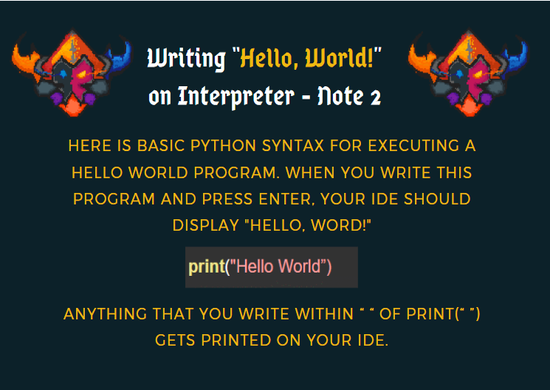 Writing "Hello, World!"
on Interpreter - Note 2
HERE IS BASIC PYTHON SYNTAX FOR EXECUTING A
HELLO WORLD PROGRAM. WHEN YOU WRITE THIS
PROGRAM AND PRESS ENTER, YOUR IDE SHOULD
DISPLAY "HELLO, WORD!"
print("Hello World”)
ANYTHING THAT YOU WRITE WITHIN “ “ OF PRINT(“ ”)
GETS PRINTED ON YOUR IDE.